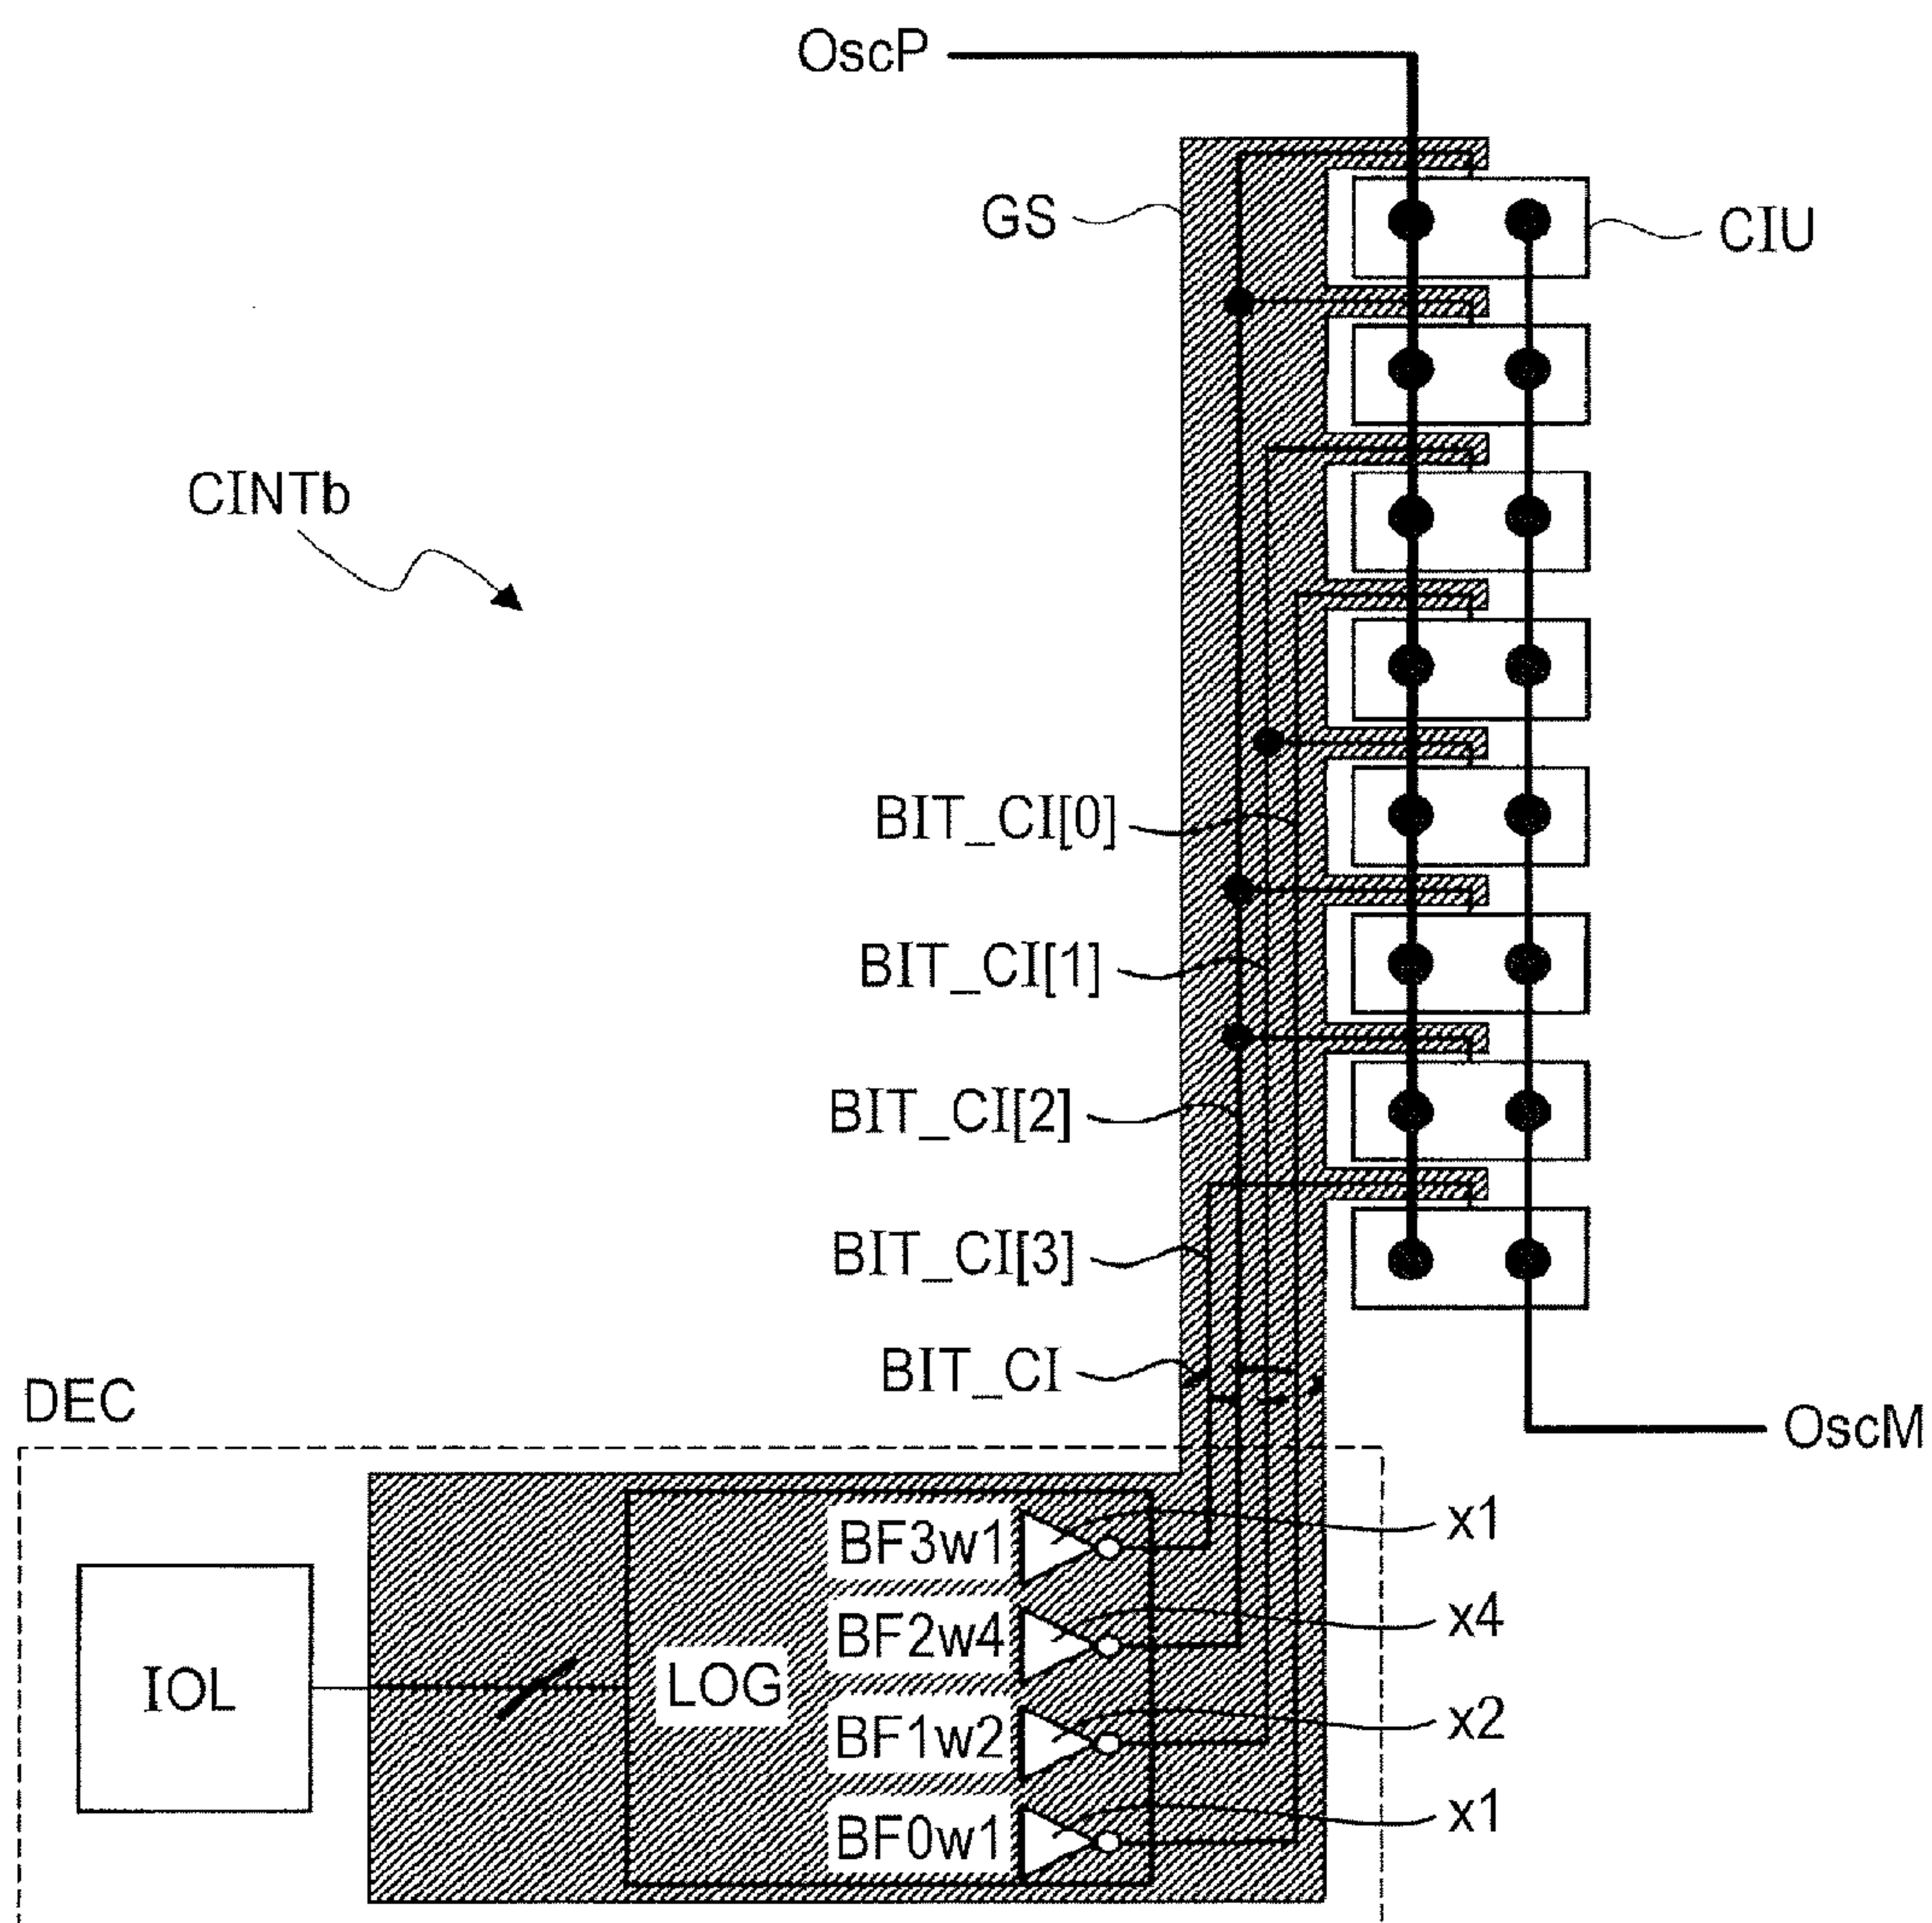 OscP
GS
CIU
CINTb
BIT_CI[0]
BIT_CI[1]
BIT_CI[2]
BIT_CI[3]
BIT_CI
DEC
OscM
BF3w1
x1
BF2w4
x4
IOL
LOG
BF1w2
x2
BF0w1
x1